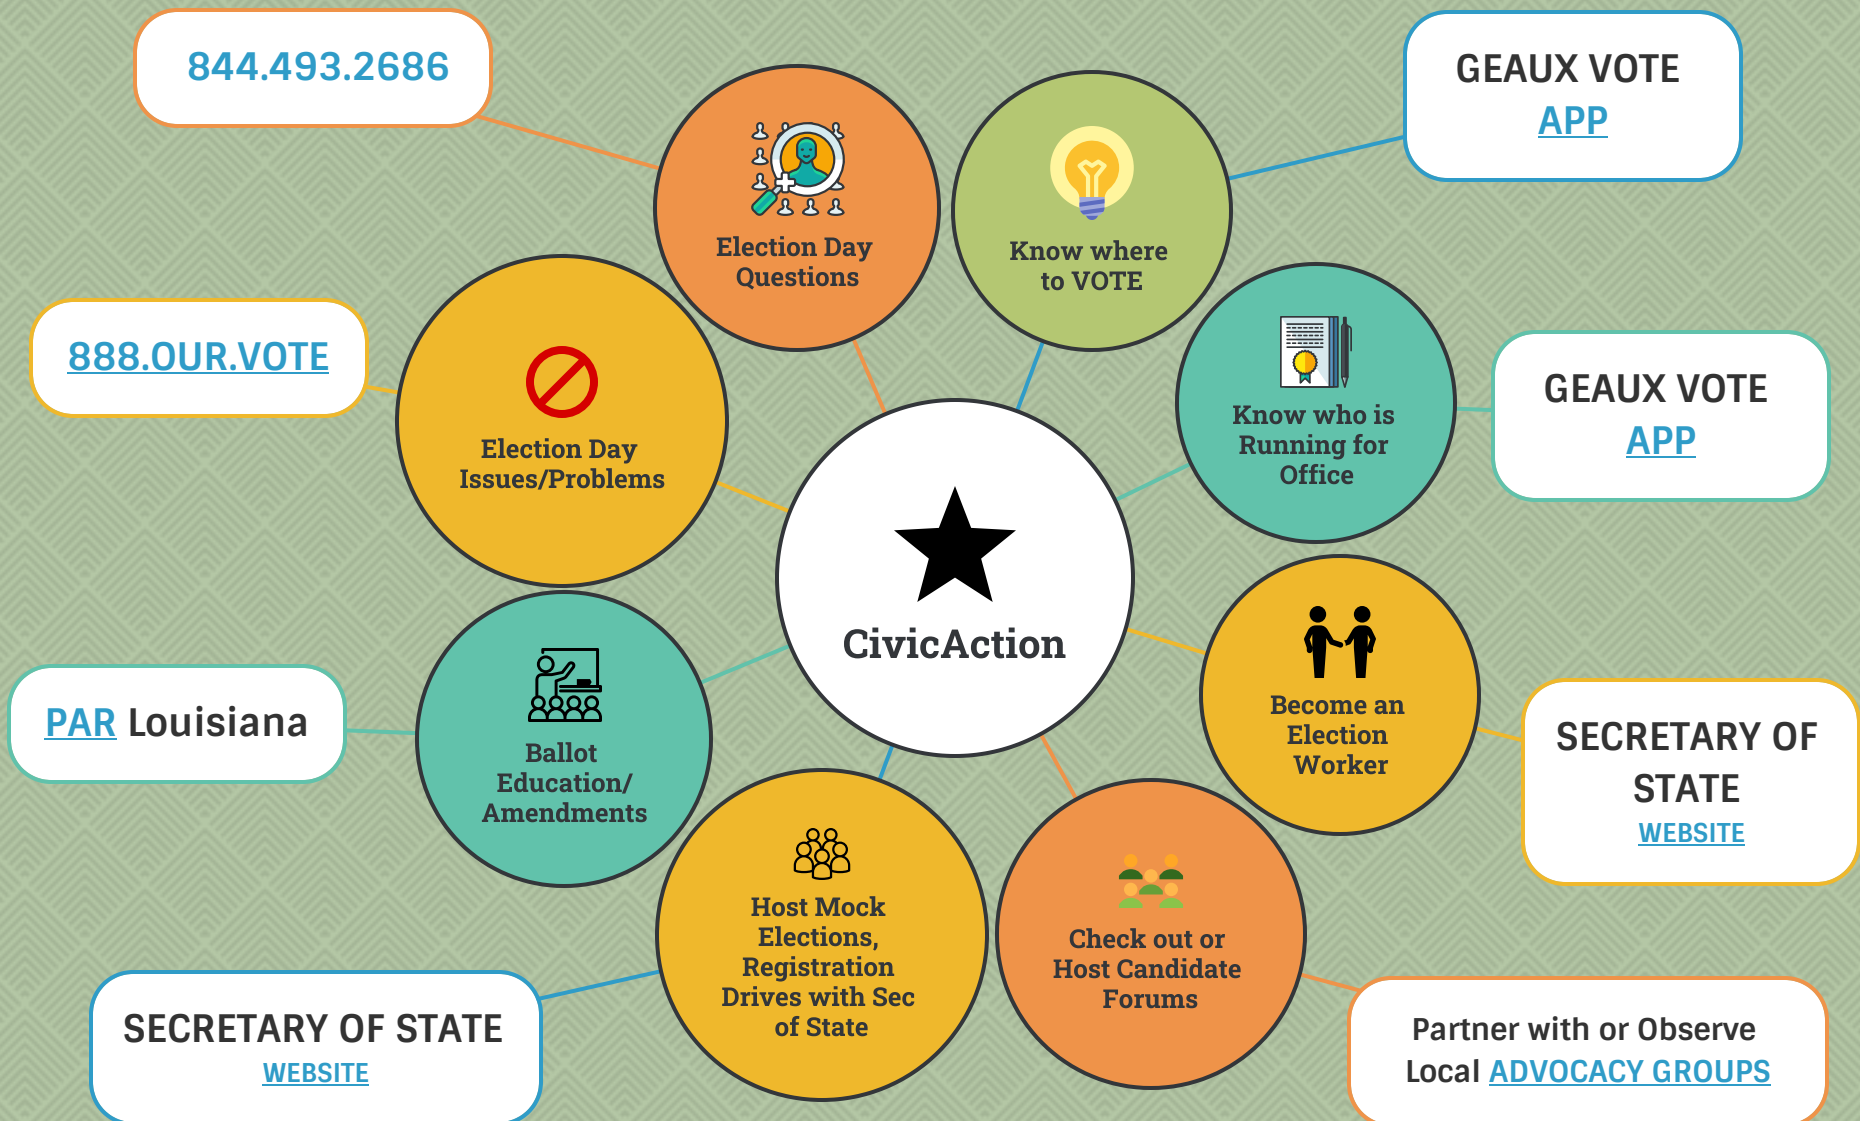 844.493.2686
GEAUX VOTE
APP
Election Day
Questions
Know where
to VOTE
888.OUR.VOTE
Election Day
Issues/Problems
Know who is
Running for
Office
GEAUX VOTE
APP
CivicAction
PAR Louisiana
Ballot
Education/
Amendments
Become an
Election
Worker
SECRETARY OF
STATE
WEBSITE
Host Mock
Elections,
Registration
Drives with Sec
of State
Check out or
Host Candidate
Forums
SECRETARY OF STATE
WEBSITE
Partner with or Observe
Local ADVOCACY GROUPS